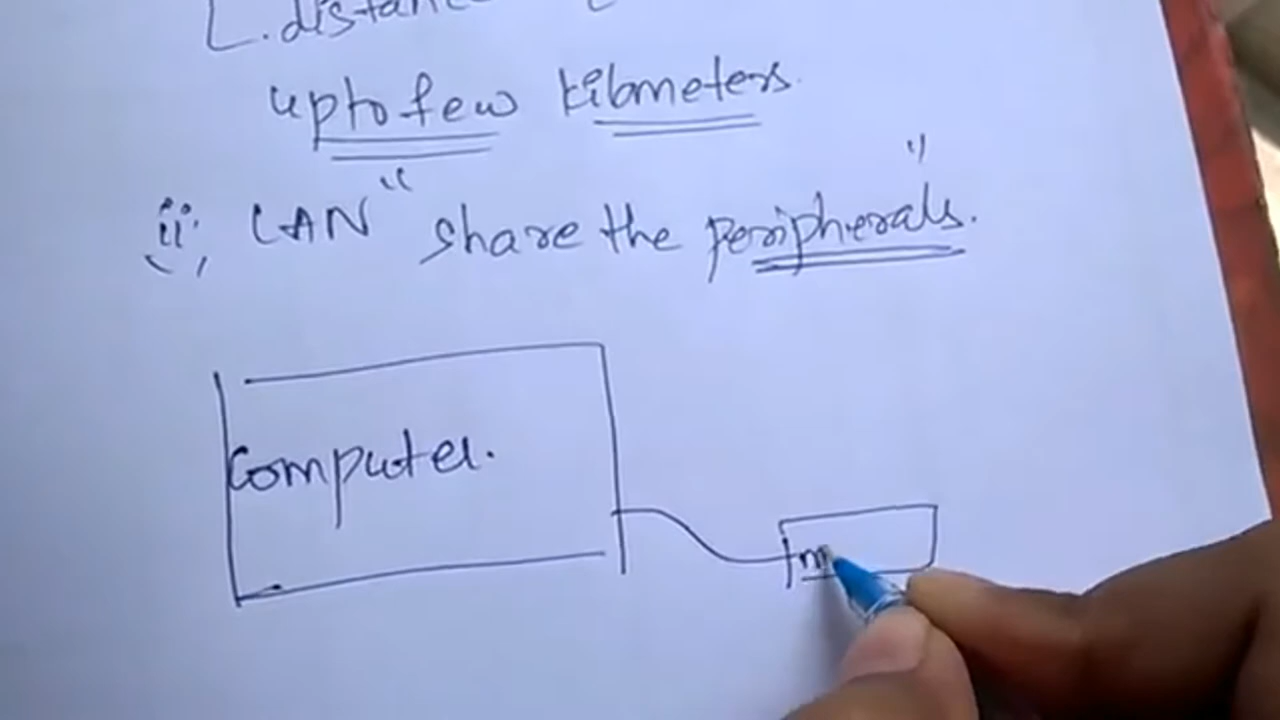 upto few kilometers.
ii, LAN "share the peripherals."
Computer.
m